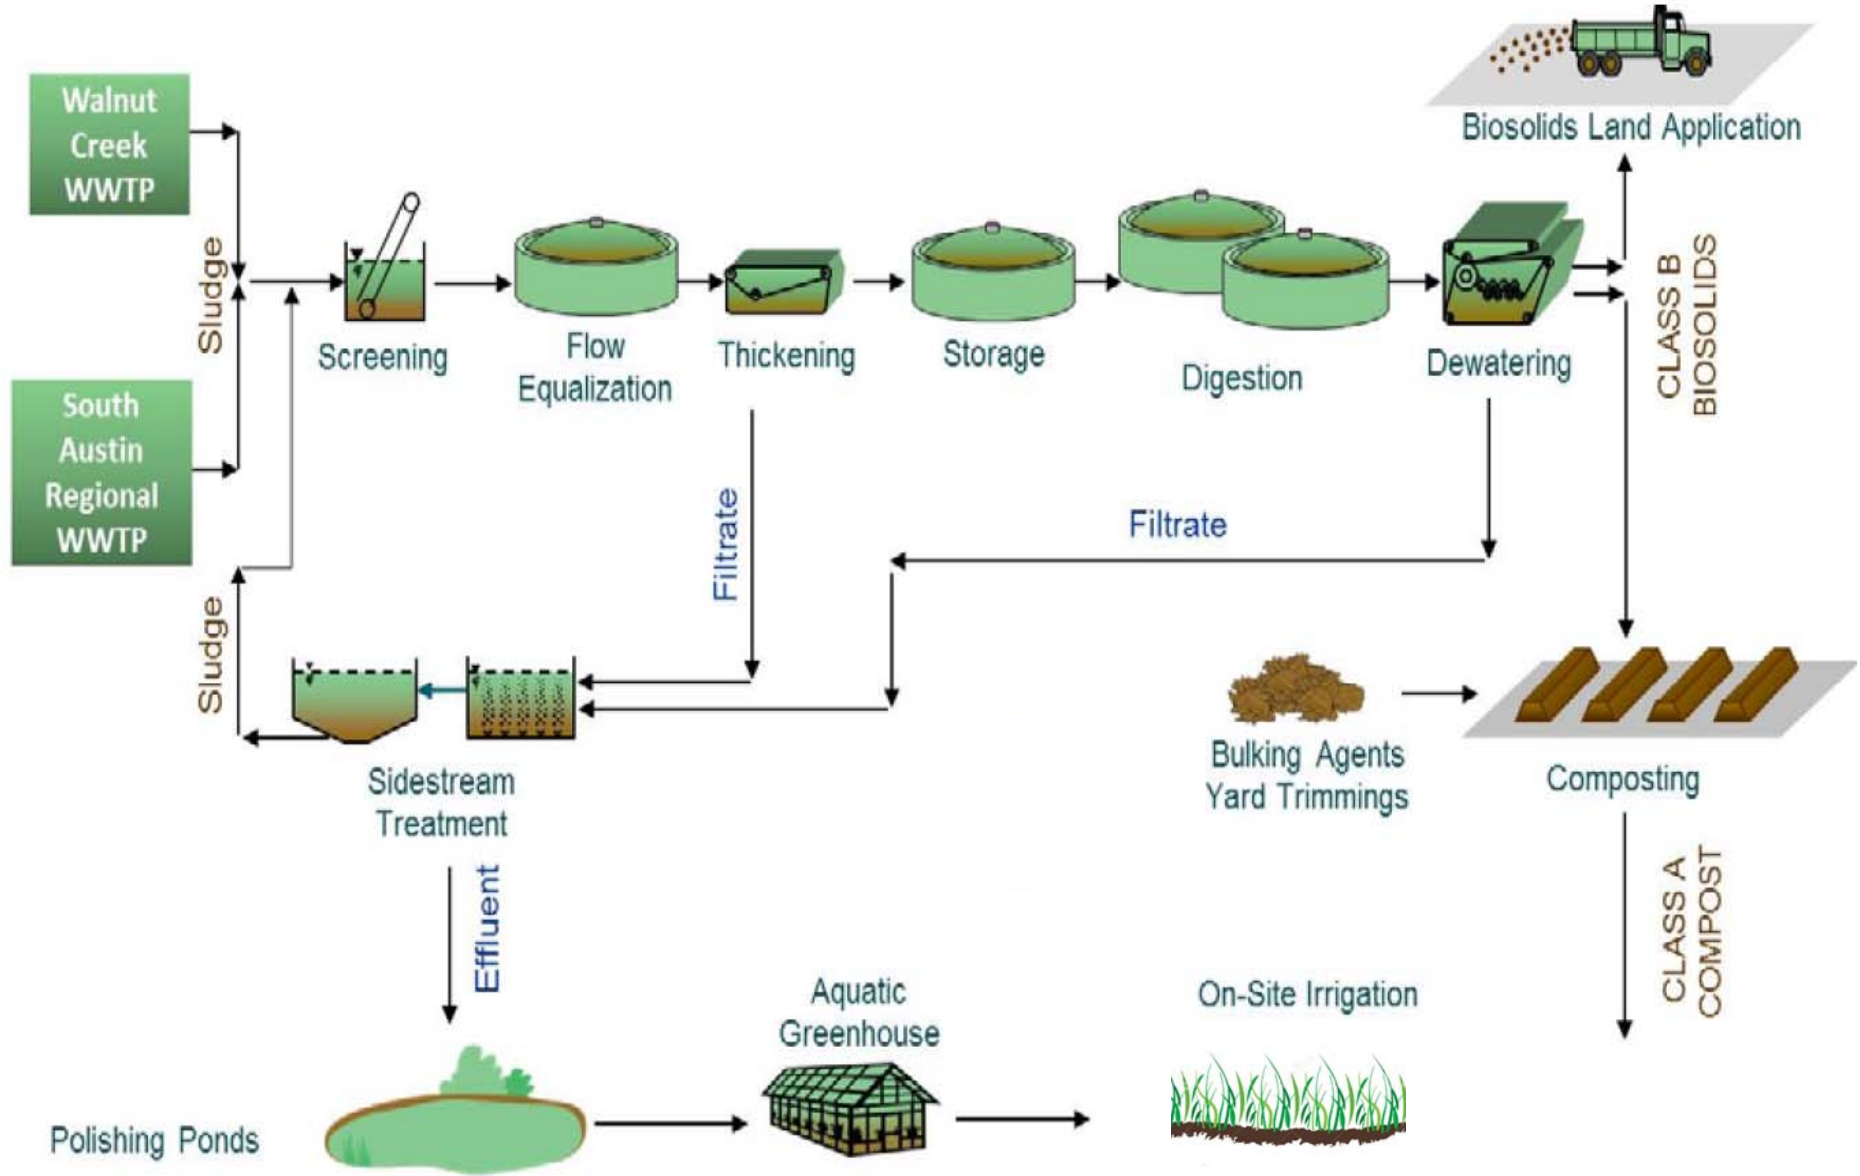 Walnut
Creek
WWTP
Biosolids Land Application
Sludge
Screening
Flow
Equalization
Thickening
Storage
Digestion
Dewatering
CLASS B
BIOSOLIDS
South
Austin
Regional
WWTP
Filtrate
Filtrate
Sludge
Sidestream
Treatment
Bulking Agents
Yard Trimmings
Composting
Effluent
CLASS A
COMPOST
Aquatic
Greenhouse
On-Site Irrigation
Polishing Ponds